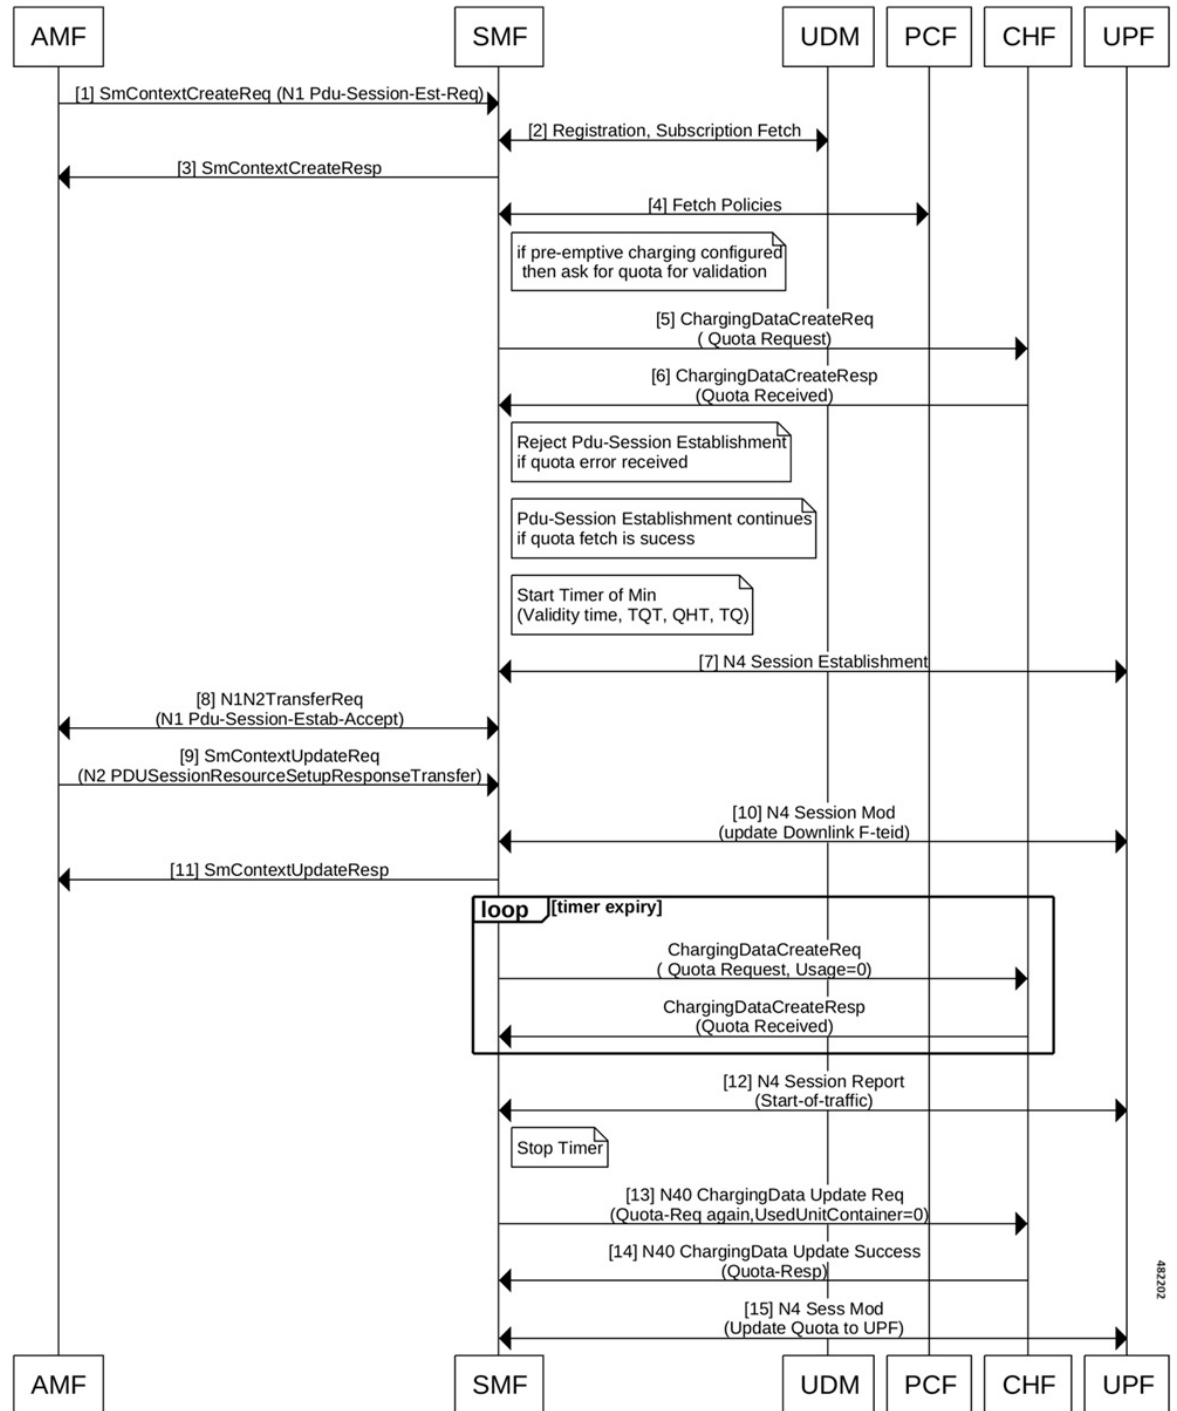 AMF
SMF
UDM
PCF
CHF
UPF
[1] SmContextCreateReq (N1 Pdu-Session-Est-Req)
[2] Registration, Subscription Fetch
[3] SmContextCreateResp
[4] Fetch Policies
if pre-emptive charging configured
then ask for quota for validation
[5] ChargingDataCreateReq
( Quota Request)
[6] ChargingDataCreateResp
(Quota Received)
Reject Pdu-Session Establishment
if quota error received
Pdu-Session Establishment continues
if quota fetch is sucess
Start Timer of Min
(Validity time, TQT, QHT, TQ)
[7] N4 Session Establishment
[8] N1N2TransferReq
(N1 Pdu-Session-Estab-Accept)
[9] SmContextUpdateReq
(N2 PDUSessionResourceSetupResponseTransfer)
[10] N4 Session Mod
(update Downlink F-teid)
[11] SmContextUpdateResp
loop [timer expiry]
ChargingDataCreateReq
( Quota Request, Usage=0)
ChargingDataCreateResp
(Quota Received)
[12] N4 Session Report
(Start-of-traffic)
Stop Timer
[13] N40 ChargingData Update Req
(Quota-Req again,UsedUnitContainer=0)
[14] N40 ChargingData Update Success
(Quota-Resp)
[15] N4 Sess Mod
(Update Quota to UPF)
482202
AMF
SMF
UDM
PCF
CHF
UPF